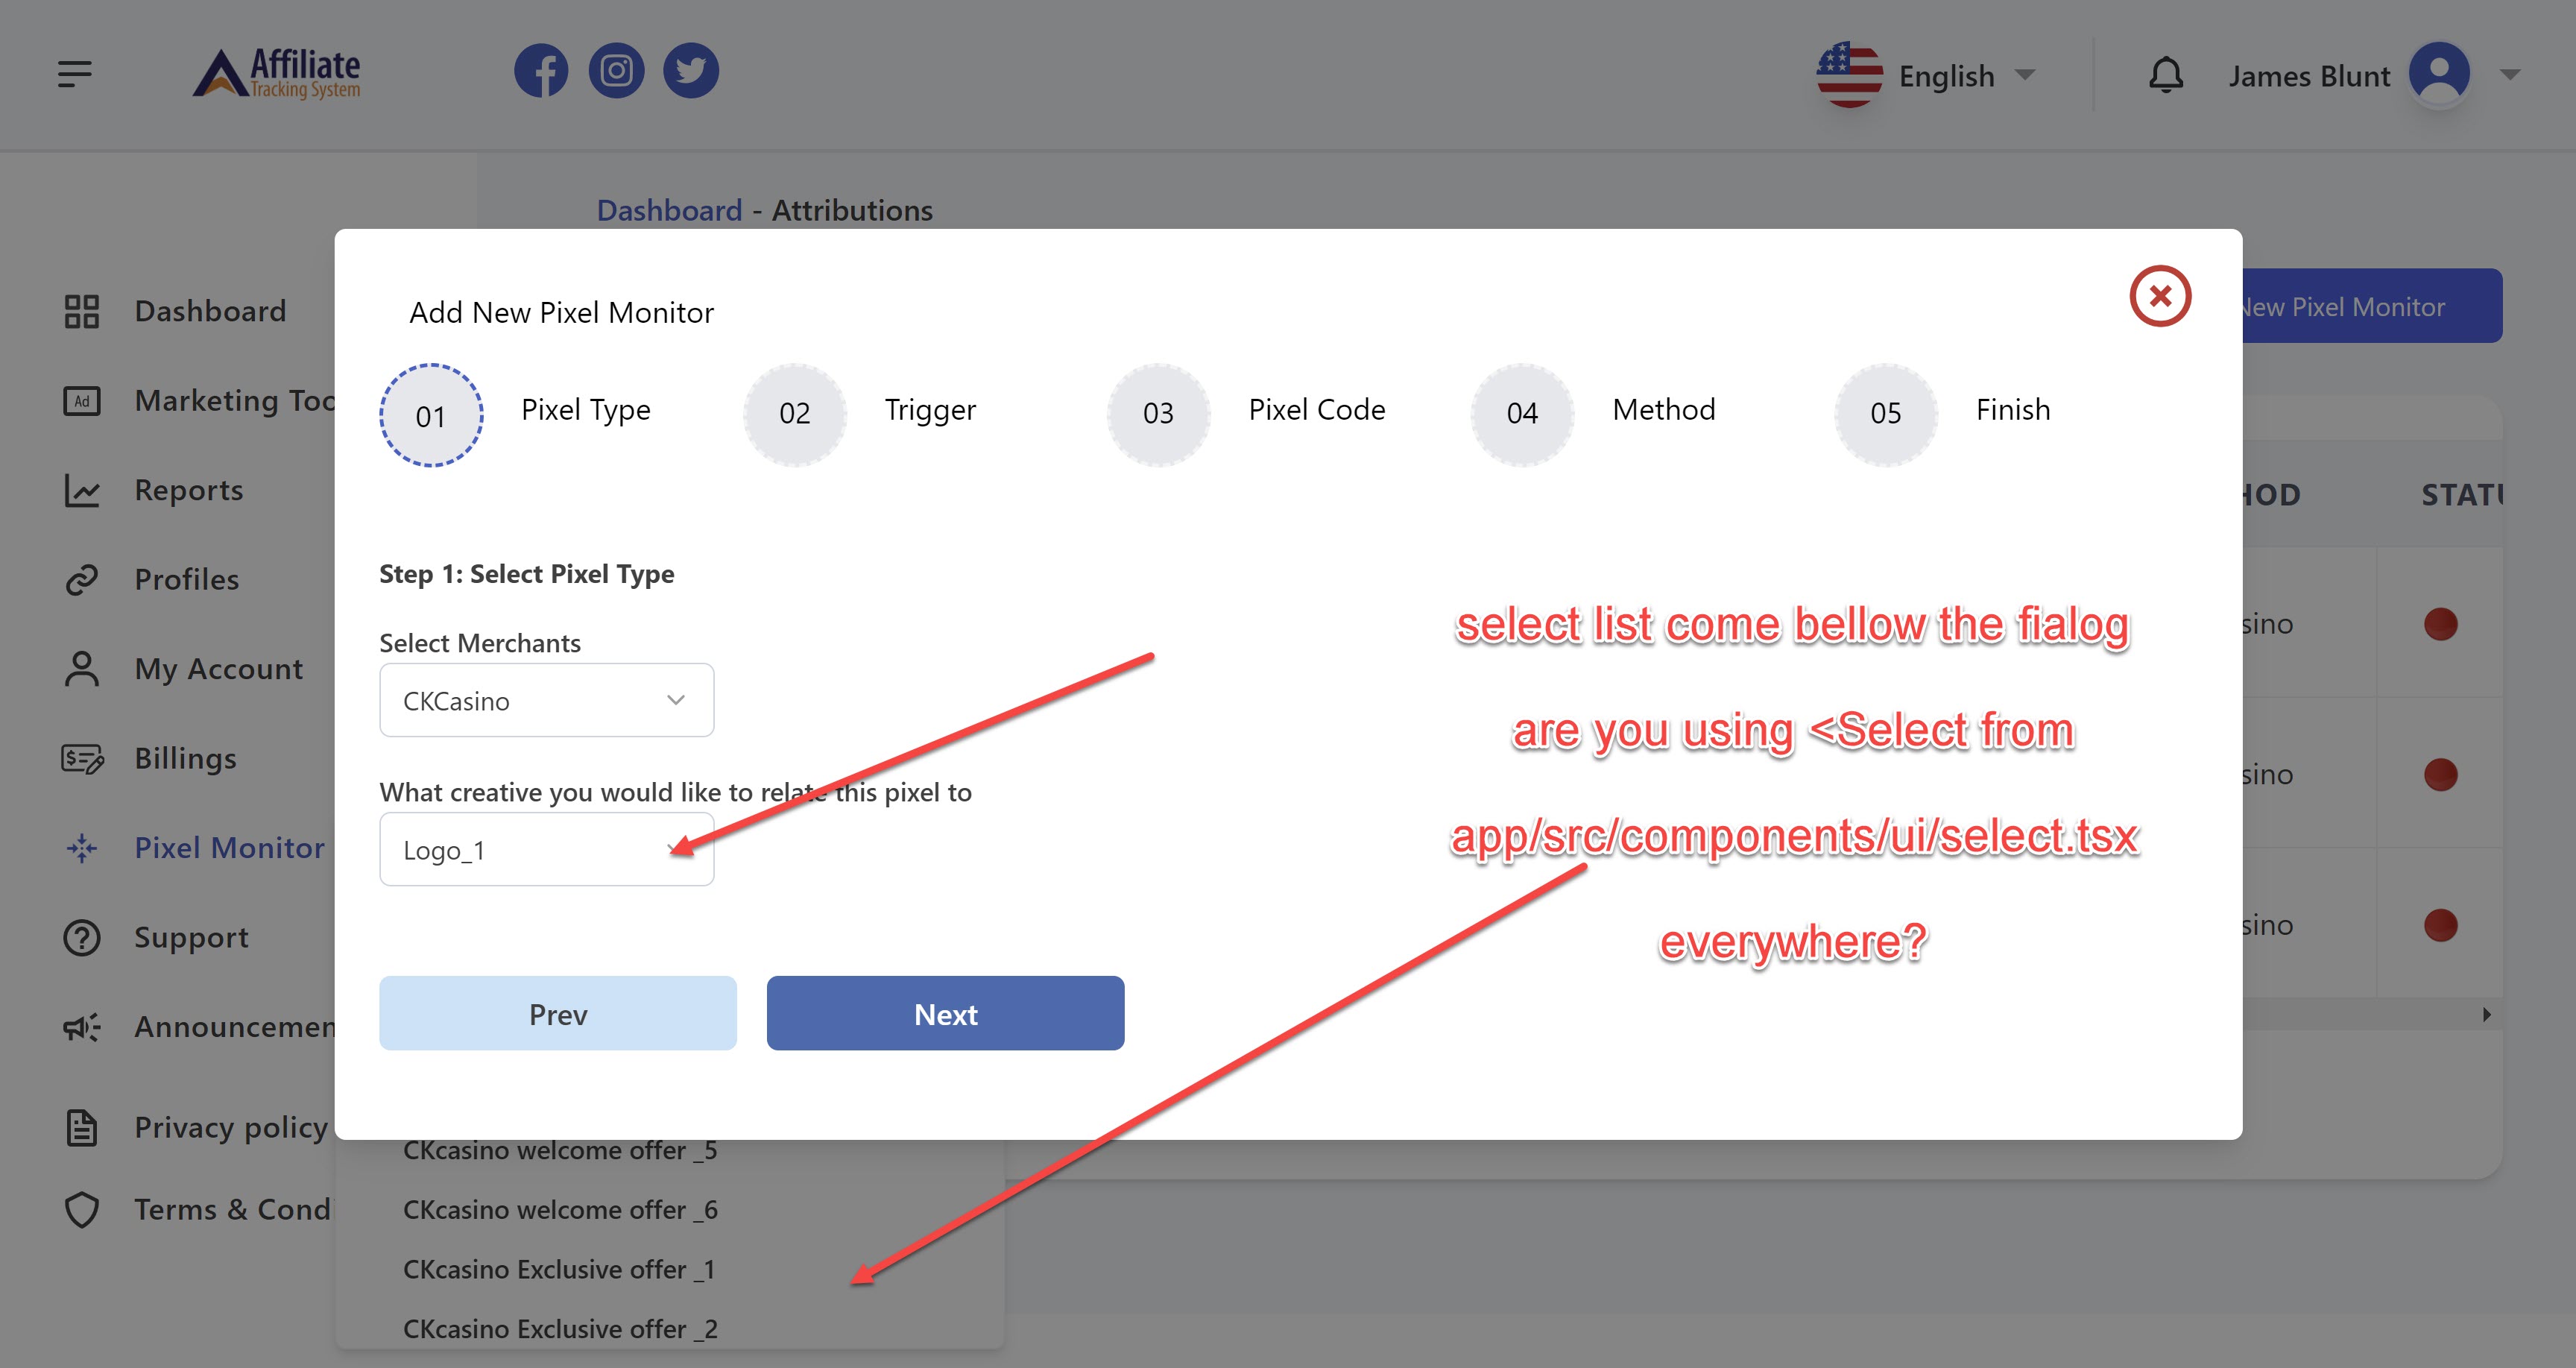 Affiliate
Tracking System
English
James Blunt
Dashboard - Attributions
Dashboard
Ad
Marketing Too
Reports
Profiles
My Account
$
Billings
Pixel Monitor
Support
Announcemen
Privacy policy
Terms & Condi
New Pixel Monitor
Add New Pixel Monitor
01
Pixel Type
02
Trigger
03
Pixel Code
04
Method
05
Finish
Step 1: Select Pixel Type
Select Merchants
CKCasino
What creative you would like to relate this pixel to
Logo_1
Prev
Next
select list come bellow the fialog
are you using <Select from
app/src/components/ui/select.tsx
everywhere?
HOD
STATU
sino
sino
sino
CKcasino welcome offer _5
CKcasino welcome offer _6
CKcasino Exclusive offer _1
CKcasino Exclusive offer _2